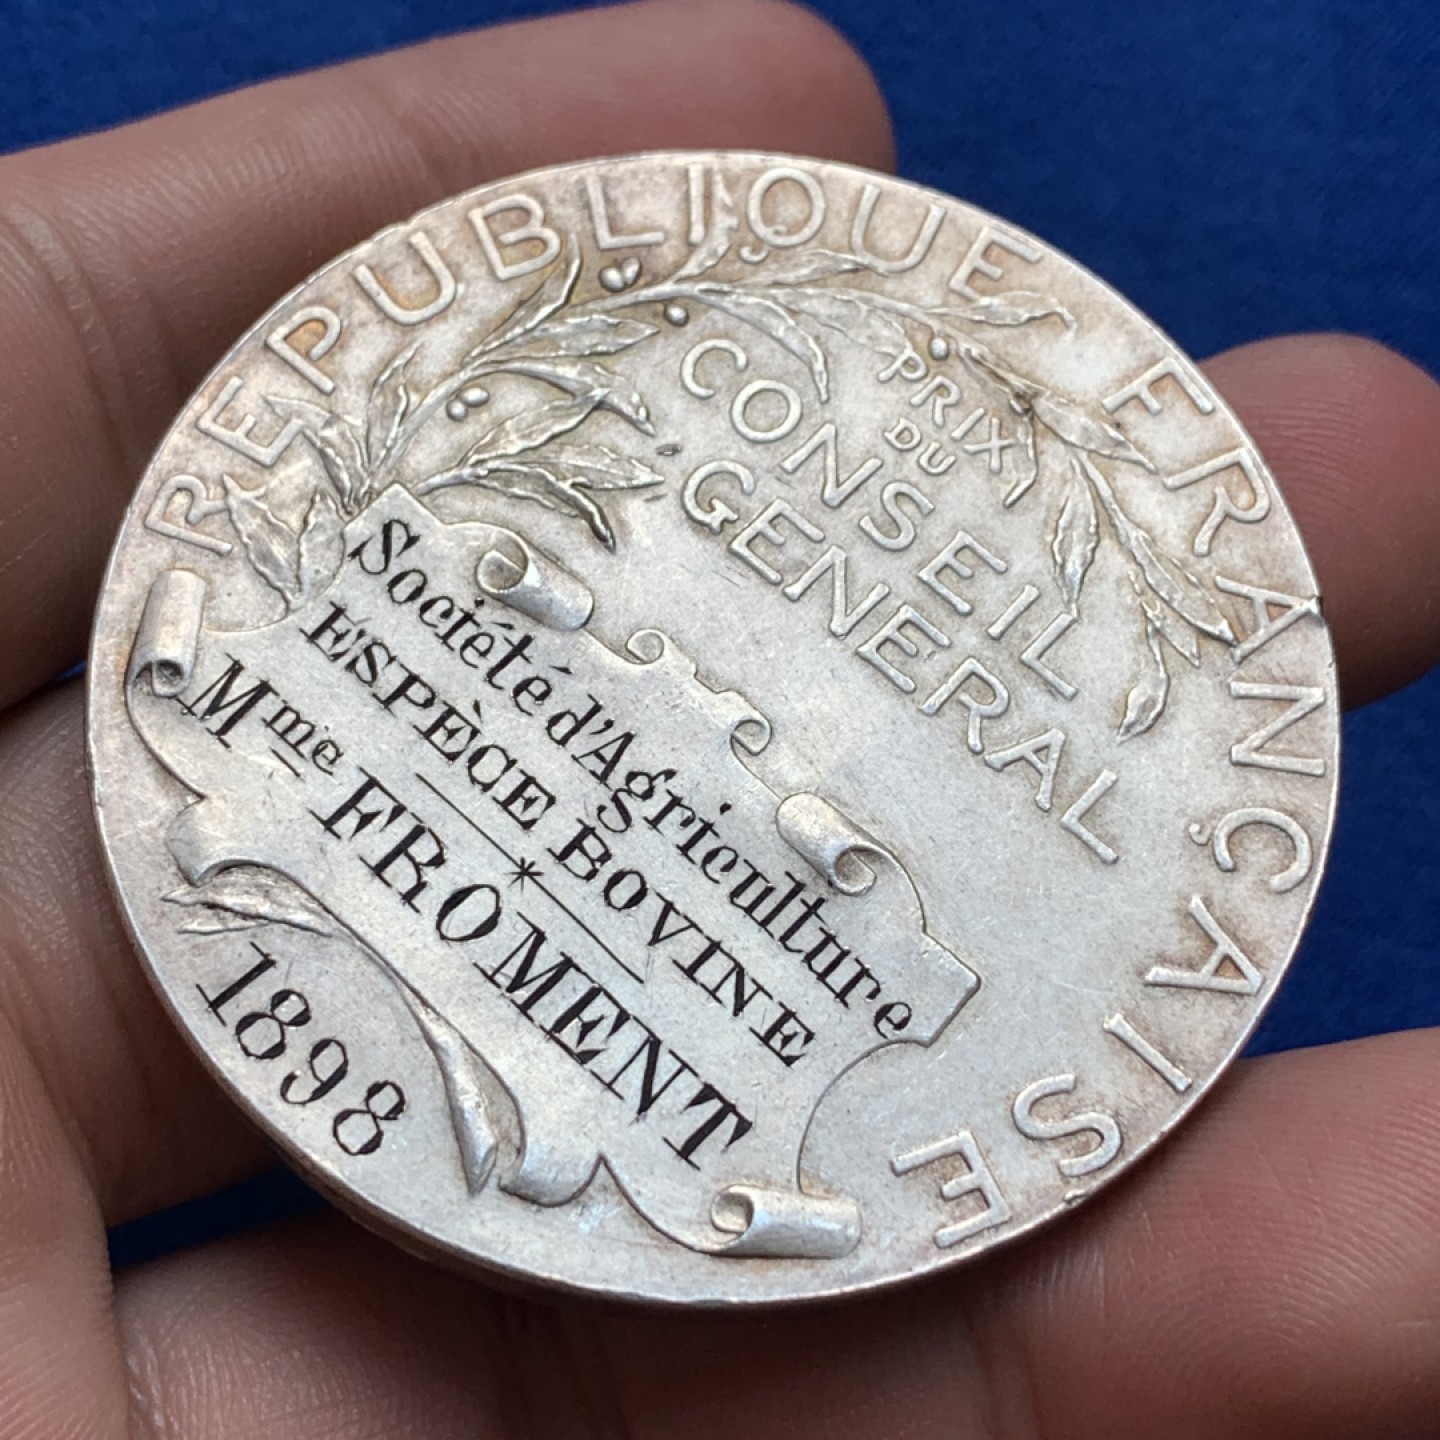 REPUBLIQUE FRANÇAISE
PRIX
DU
CONSEIL
GENERAL
Société d'Agriculture
ESPÈCE BOVINE
Mme FROMENT
1898